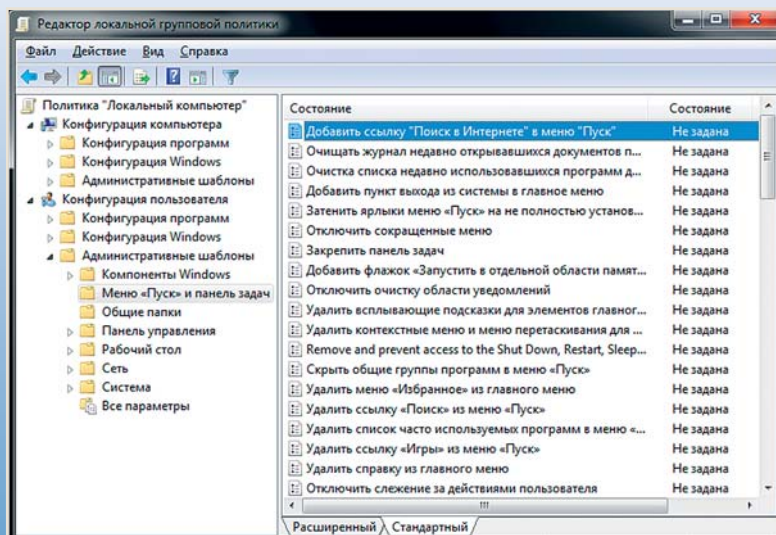 Редактор локальной групповой политики
Файл Действие Вид Справка
Политика "Локальный компьютер"
Конфигурация компьютера
Конфигурация программ
Конфигурация Windows
Административные шаблоны
Конфигурация пользователя
Конфигурация программ
Конфигурация Windows
Административные шаблоны
Компоненты Windows
Меню «Пуск» и панель задач
Общие папки
Панель управления
Рабочий стол
Сеть
Система
Все параметры
Состояние Состояние
Добавить ссылку "Поиск в Интернете" в меню "Пуск" Не задана
Очищать журнал недавно открывавшихся документов п... Не задана
Очистка списка недавно использовавшихся программ д... Не задана
Добавить пункт выхода из системы в главное меню Не задана
Затенить ярлыки меню «Пуск» на не полностью установ... Не задана
Отключить сокращенные меню Не задана
Закрепить панель задач Не задана
Добавить флажок «Запустить в отдельной области памят... Не задана
Отключить очистку области уведомлений Не задана
Удалить всплывающие подсказки для элементов главног... Не задана
Удалить контекстные меню и меню перетаскивания для ... Не задана
Remove and prevent access to the Shut Down, Restart, Sleep... Не задана
Скрыть общие группы программ в меню «Пуск» Не задана
Удалить меню «Избранное» из главного меню Не задана
Удалить ссылку «Поиск» из меню «Пуск» Не задана
Удалить список часто используемых программ в меню «... Не задана
Удалить ссылку «Игры» из меню «Пуск» Не задана
Удалить справку из главного меню Не задана
Отключить слежение за действиями пользователя Не задана
Расширенный Стандартный